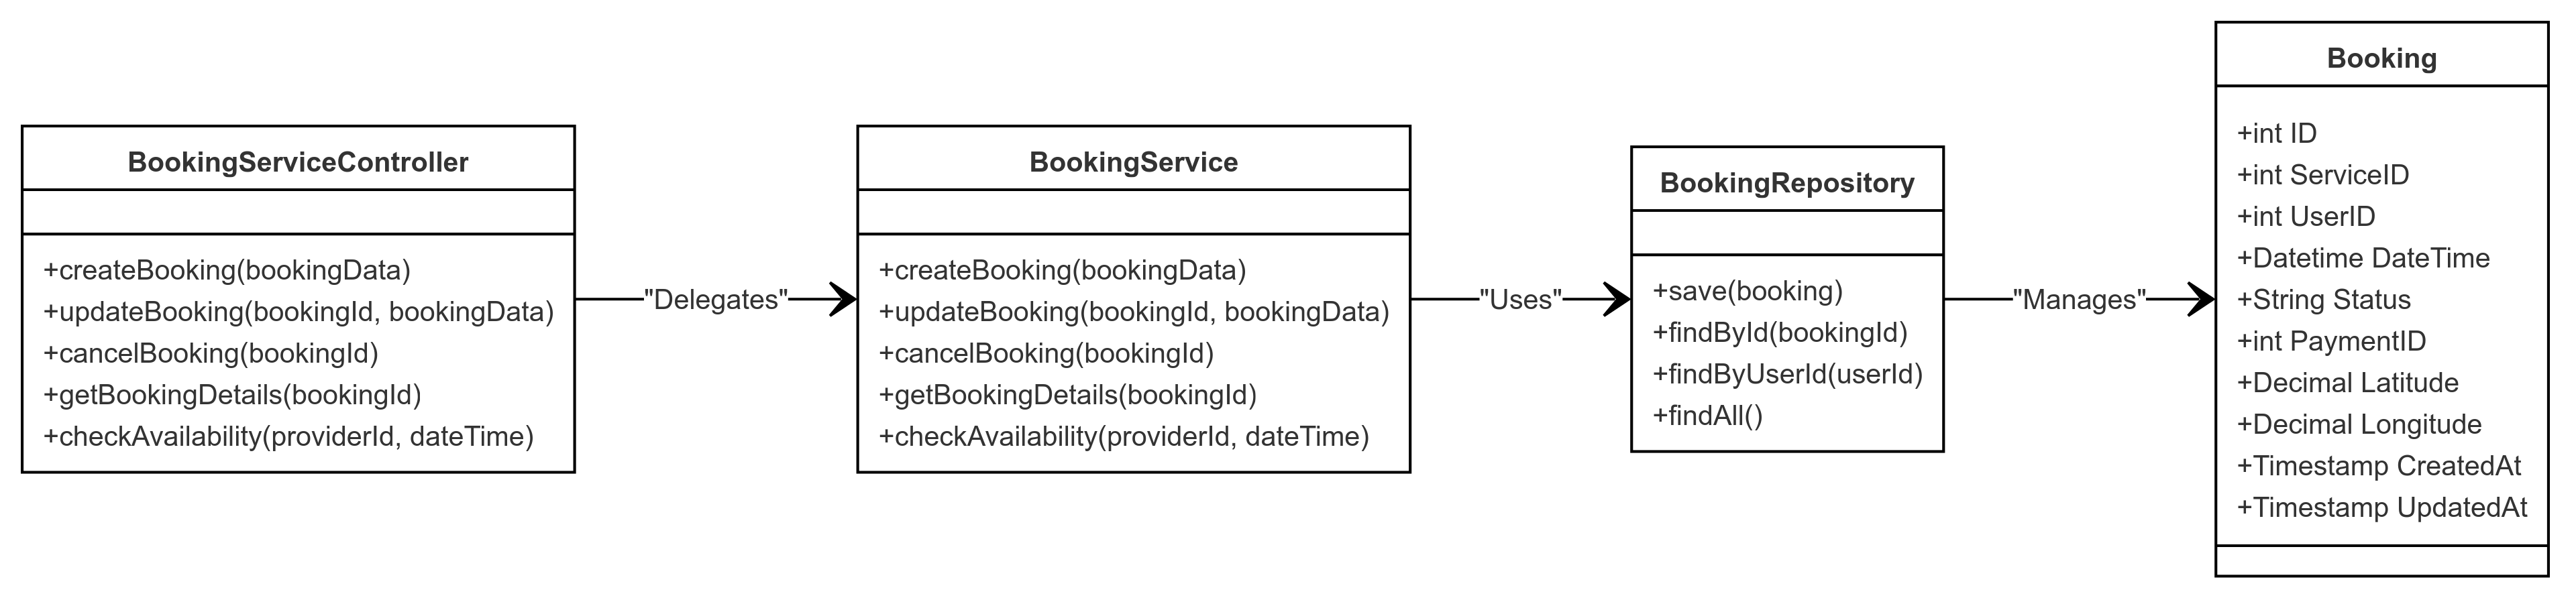 BookingServiceController
+createBooking(bookingData)
+updateBooking(bookingId, bookingData)
+cancelBooking(bookingId)
+getBookingDetails(bookingId)
+checkAvailability(providerId, dateTime)
"Delegates"
BookingService
+createBooking(bookingData)
+updateBooking(bookingId, bookingData)
+cancelBooking(bookingId)
+getBookingDetails(bookingId)
+checkAvailability(providerId, dateTime)
"Uses"
BookingRepository
+save(booking)
+findById(bookingId)
+findByUserId(userId)
+findAll()
"Manages"
Booking
+int ID
+int ServiceID
+int UserID
+Datetime DateTime
+String Status
+int PaymentID
+Decimal Latitude
+Decimal Longitude
+Timestamp CreatedAt
+Timestamp UpdatedAt